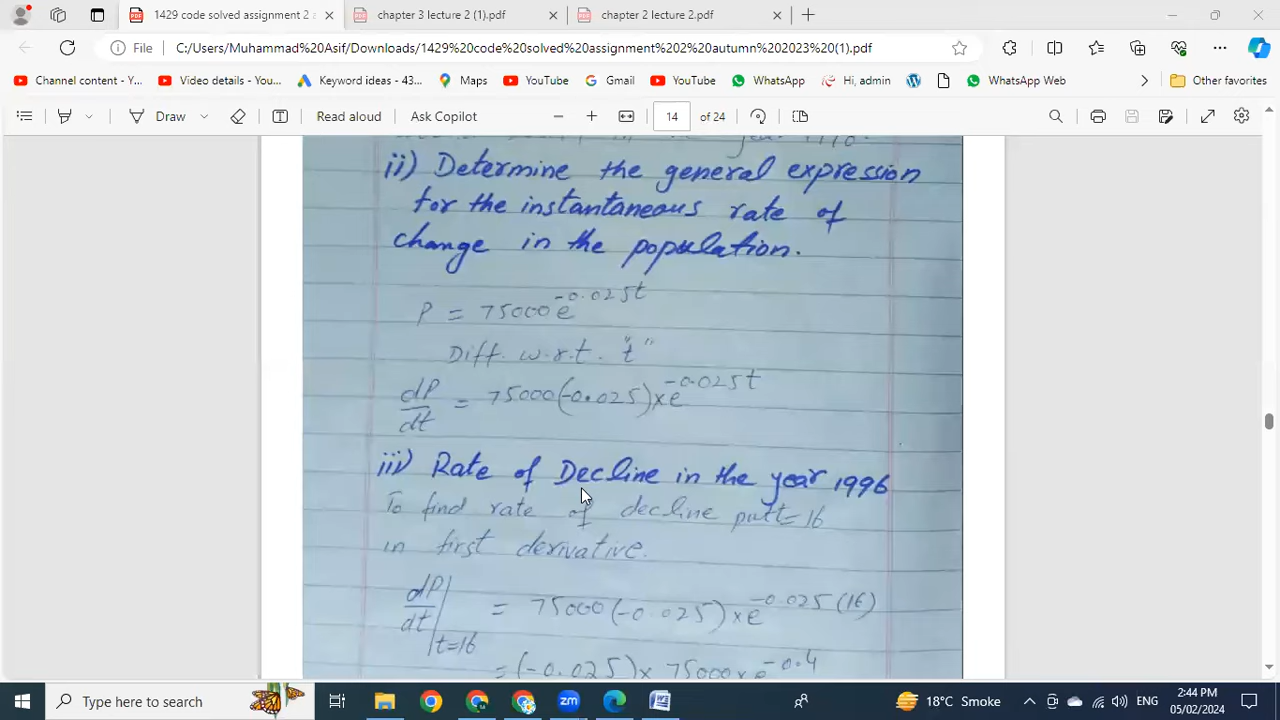 1429 code solved assignment 2 a
chapter 3 lecture 2 (1).pdf
chapter 2 lecture 2.pdf
File
C:/Users/Muhammad%20Asif/Downloads/1429%20code%20solved%20assignment%202%20autumn%202023%20(1).pdf
Channel content - Y...
Video details - You...
Keyword ideas - 43...
Maps
YouTube
Gmail
YouTube
WhatsApp
Hi, admin
WhatsApp Web
Other favorites
Draw
Read aloud
Ask Copilot
14 of 24
ii) Determine the general expression
for the instantaneous rate of
change in the population.
P = 75000e^-0.025t
Diff. w.r.t. "t"
dP/dt = 75000(-0.025)×e^-0.025t
iii) Rate of Decline in the year 1996
To find rate of decline put t=16
in first derivative.
dP/dt|t=16 = 75000(-0.025)×e^-0.025(16)
= (-0.025)× 75000×e^-0.4
Type here to search
18°C Smoke
ENG
2:44 PM
05/02/2024